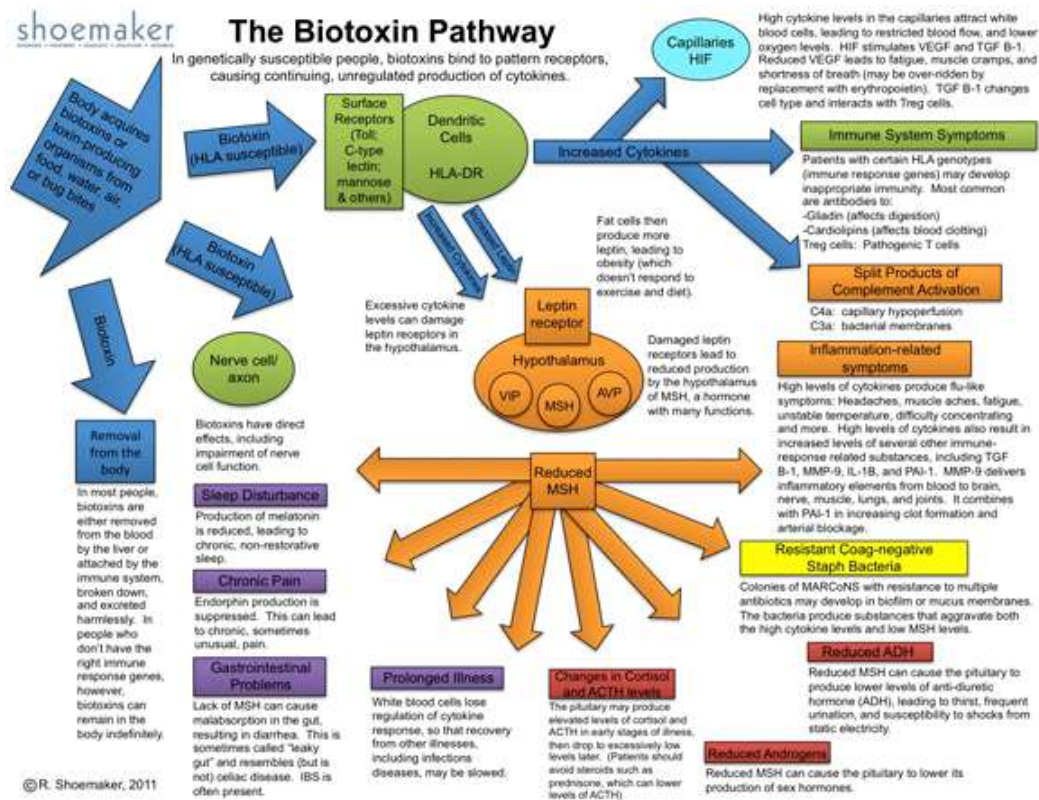 shoemaker
The Biotoxin Pathway
In genetically susceptible people, biotoxins bind to pattern receptors,
causing continuing, unregulated production of cytokines.
Capillaries
HIF
High cytokine levels in the capillaries attract white
blood cells, leading to restricted blood flow, and lower
oxygen levels. HIF stimulates VEGF and TGF B-1.
Reduced VEGF leads to fatigue, muscle cramps, and
shortness of breath (may be over-ridden by
replacement with erythropoietin). TGF B-1 changes
cell type and interacts with Treg cells.
Body acquires
biotoxins or
toxin-producing
organisms from
food, water, air,
or bug bites
Biotoxin
(HLA susceptible)
Surface
Receptors
(Toll;
C-type
lectin;
mannose
& others)
Dendritic
Cells
HLA-DR
Increased Cytokines
Immune System Symptoms
Patients with certain HLA genotypes
(immune response genes) may develop
inappropriate immunity. Most common
are antibodies to:
-Gliadin (affects digestion)
-Cardiolipins (affects blood clotting)
Treg cells: Pathogenic T cells
Biotoxin
(HLA susceptible)
Increased Cytokines
Increased Leptin
Fat cells then
produce more
leptin, leading to
obesity (which
doesn't respond to
exercise and diet).
Split Products of
Complement Activation
C4a: capillary hypoperfusion
C3a: bacterial membranes
Biotoxin
Excessive cytokine
levels can damage
leptin receptors in
the hypothalamus.
Leptin
receptor
Hypothalamus
VIP
MSH
AVP
Damaged leptin
receptors lead to
reduced production
by the hypothalamus
of MSH, a hormone
with many functions.
Nerve cell/
axon
Biotoxins have direct
effects, including
impairment of nerve
cell function.
Inflammation-related
symptoms
High levels of cytokines produce flu-like
symptoms: Headaches, muscle aches, fatigue,
unstable temperature, difficulty concentrating
and more. High levels of cytokines also result in
increased levels of several other immune-
response related substances, including TGF
B-1, MMP-9, IL-1B, and PAI-1. MMP-9 delivers
inflammatory elements from blood to brain,
nerve, muscle, lungs, and joints. It combines
with PAI-1 in increasing clot formation and
arterial blockage.
Removal
from the
body
In most people,
biotoxins are
either removed
from the blood
by the liver or
attached by the
immune system,
broken down,
and excreted
harmlessly. In
people who
don't have the
right immune
response genes,
however,
biotoxins can
remain in the
body indefinitely.
Reduced
MSH
Sleep Disturbance
Production of melatonin
is reduced, leading to
chronic, non-restorative
sleep.
Chronic Pain
Endorphin production is
suppressed. This can lead
to chronic, sometimes
unusual, pain.
Gastrointestinal
Problems
Lack of MSH can cause
malabsorption in the gut,
resulting in diarrhea. This is
sometimes called "leaky
gut" and resembles (but is
not) celiac disease. IBS is
often present.
Prolonged Illness
White blood cells lose
regulation of cytokine
response, so that recovery
from other illnesses,
including infections
diseases, may be slowed.
Changes in Cortisol
and ACTH levels
The pituitary may produce
elevated levels of cortisol and
ACTH in early stages of illness,
then drop to excessively low
levels later. (Patients should
avoid steroids such as
prednisone, which can lower
levels of ACTH)
Resistant Coag-negative
Staph Bacteria
Colonies of MARCoNS with resistance to multiple
antibiotics may develop in biofilm or mucus membranes.
The bacteria produce substances that aggravate both
the high cytokine levels and low MSH levels.
Reduced ADH
Reduced MSH can cause the pituitary to
produce lower levels of anti-diuretic
hormone (ADH), leading to thirst, frequent
urination, and susceptibility to shocks from
static electricity.
Reduced Androgens
Reduced MSH can cause the pituitary to lower its
production of sex hormones.
©R. Shoemaker, 2011